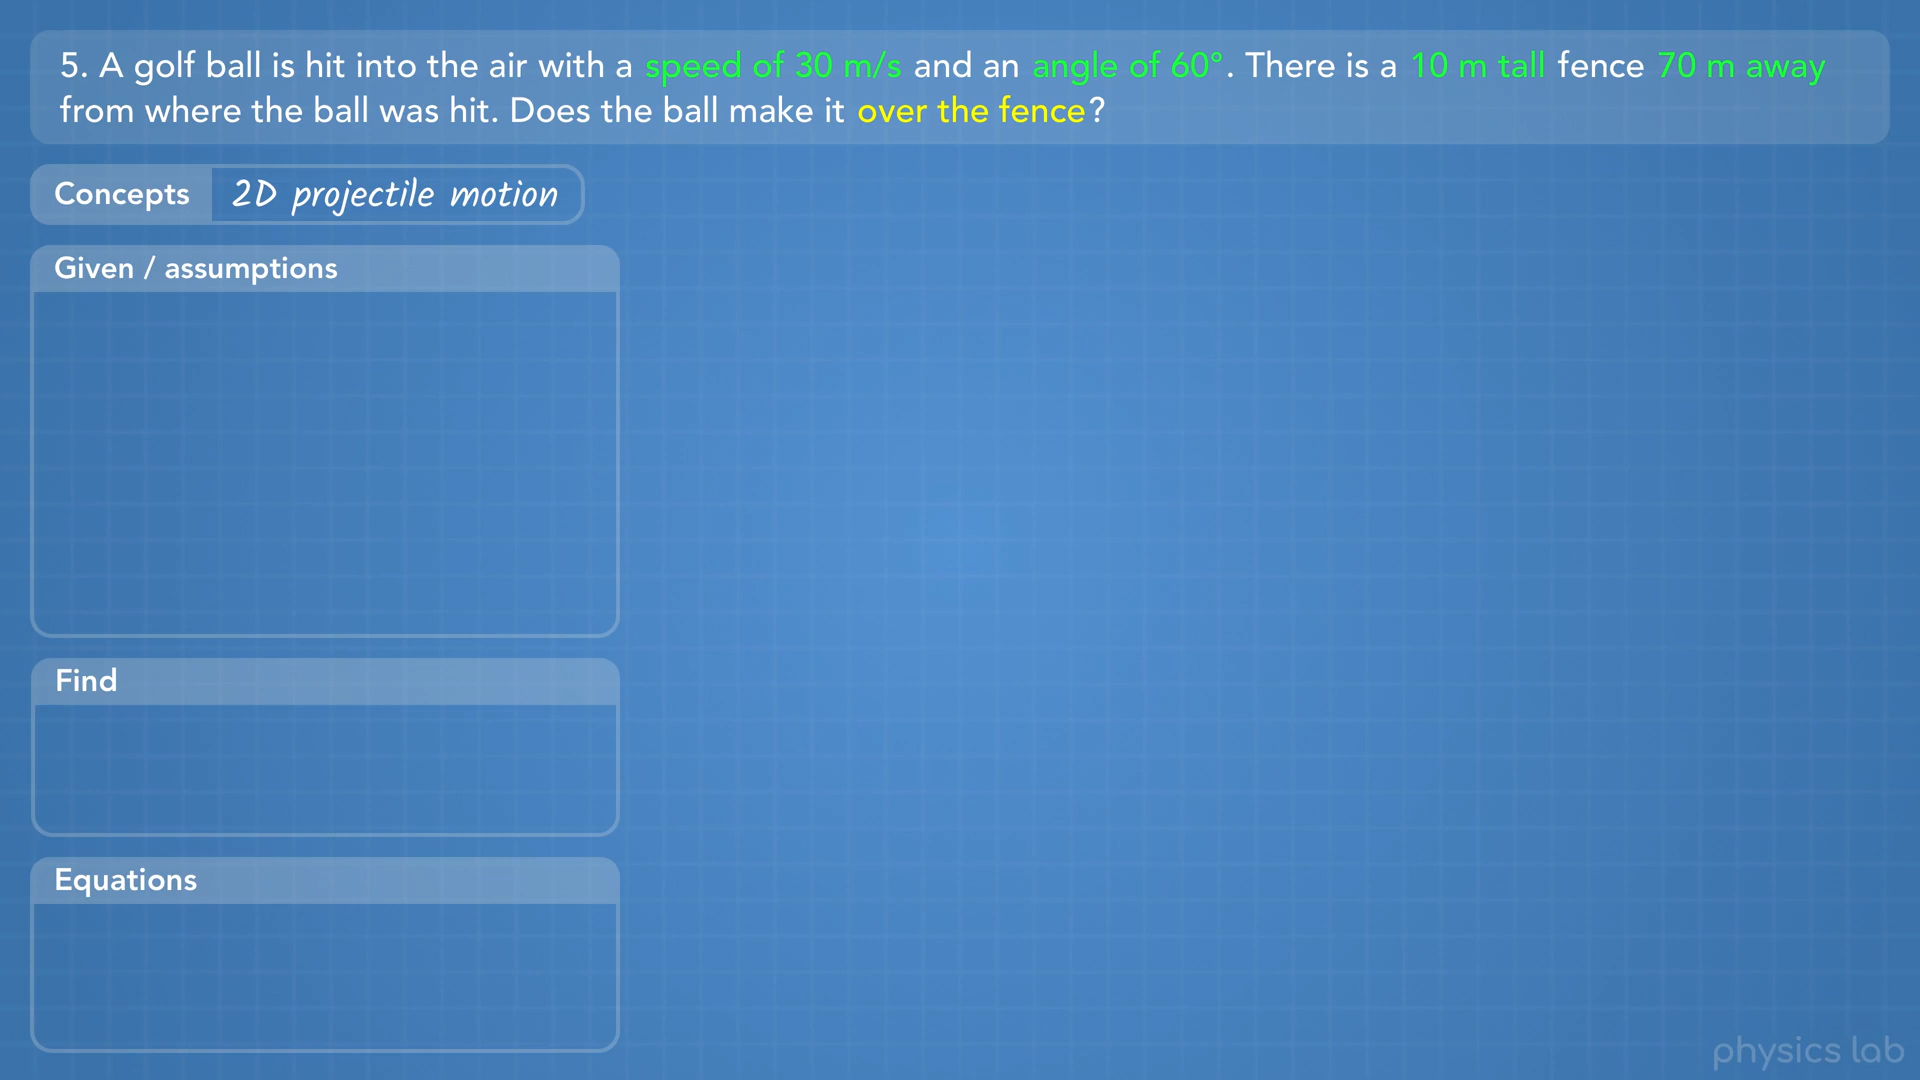 5. A golf ball is hit into the air with a speed of 30 m/s and an angle of 60°. There is a 10 m tall fence 70 m away
from where the ball was hit. Does the ball make it over the fence?
Concepts 2D projectile motion
Given / assumptions
Find
Equations
physics lab